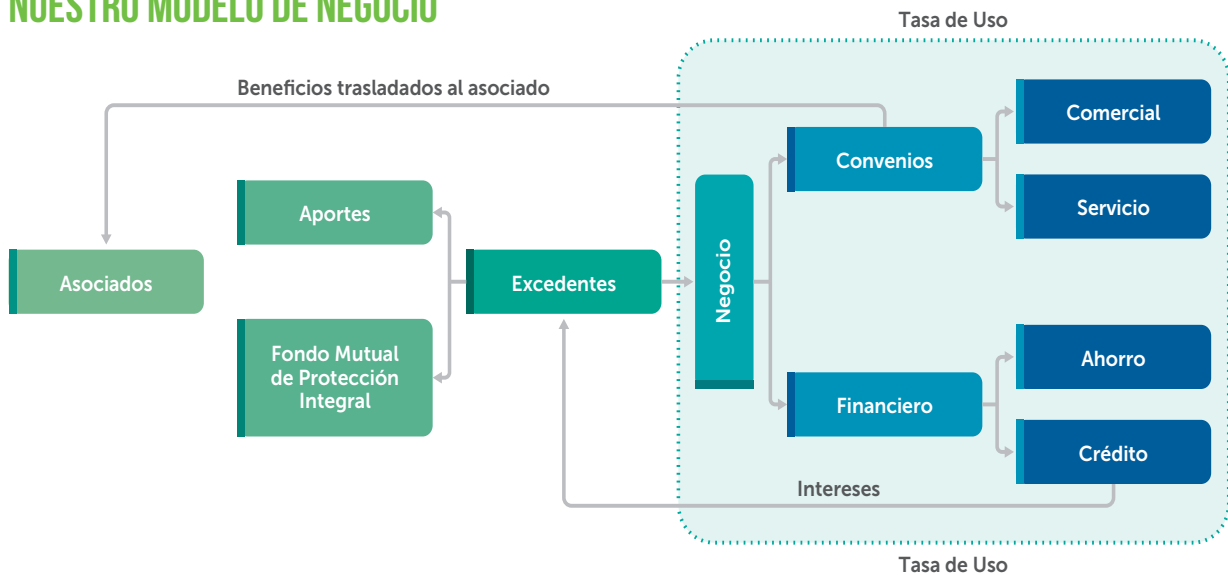 NUESTRO MODELO DE NEGOCIO
Tasa de Uso
Beneficios trasladados al asociado
Comercial
Convenios
Servicio
Aportes
Asociados
Excedentes
Negocio
Fondo Mutual
de Protección
Integral
Ahorro
Financiero
Crédito
Intereses
Tasa de Uso